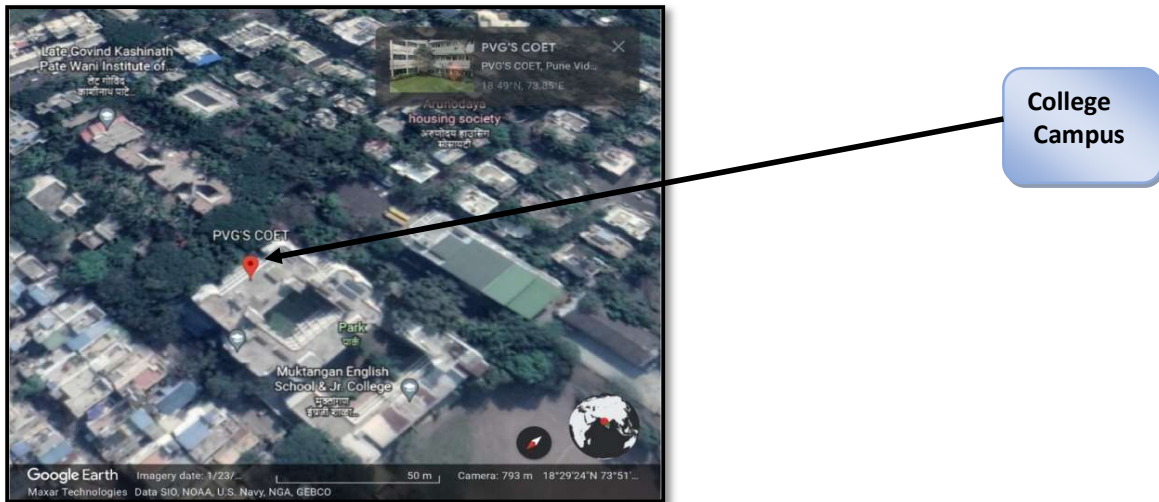 Late Govind Kashinath
Pate Wani Institute of...
लेट गोविंद
काशीनाथ पाटे...
PVG'S COET
PVG'S COET, Pune Vid...
18.49°N, 73.85°E
Arunodaya
housing society
अरुणोदय हाउसिंग
सोसायटी
College
Campus
PVG'S COET
Park
पार्क
Muktangan English
School & Jr. College
मुक्तांगण
इंग्रजी
Google Earth
Imagery date: 1/23/...
50 m
Camera: 793 m 18°29'24"N 73°51'...
Maxar Technologies Data SIO, NOAA, U.S. Navy, NGA, GEBCO